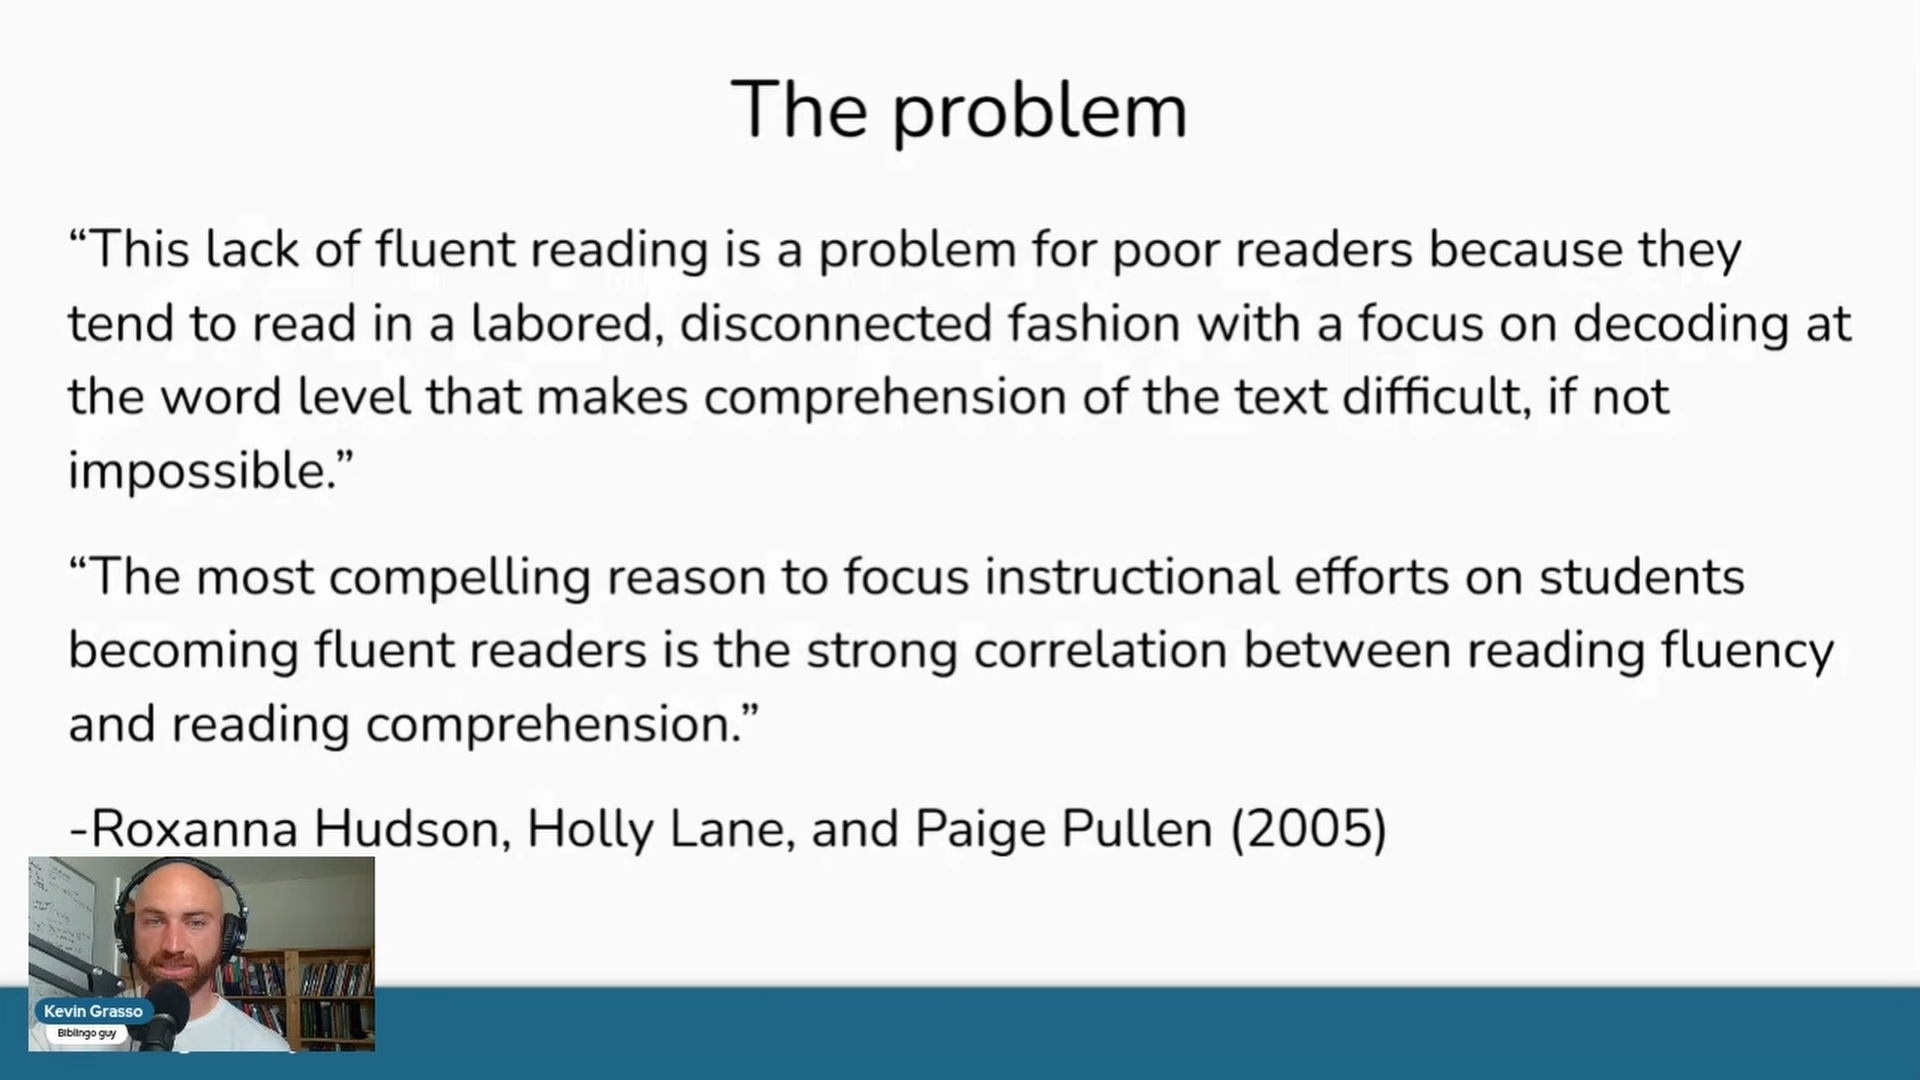 The problem
“This lack of fluent reading is a problem for poor readers because they
tend to read in a labored, disconnected fashion with a focus on decoding at
the word level that makes comprehension of the text difficult, if not
impossible.”
“The most compelling reason to focus instructional efforts on students
becoming fluent readers is the strong correlation between reading fluency
and reading comprehension.”
-Roxanna Hudson, Holly Lane, and Paige Pullen (2005)
Kevin Grasso
Biblingo guy